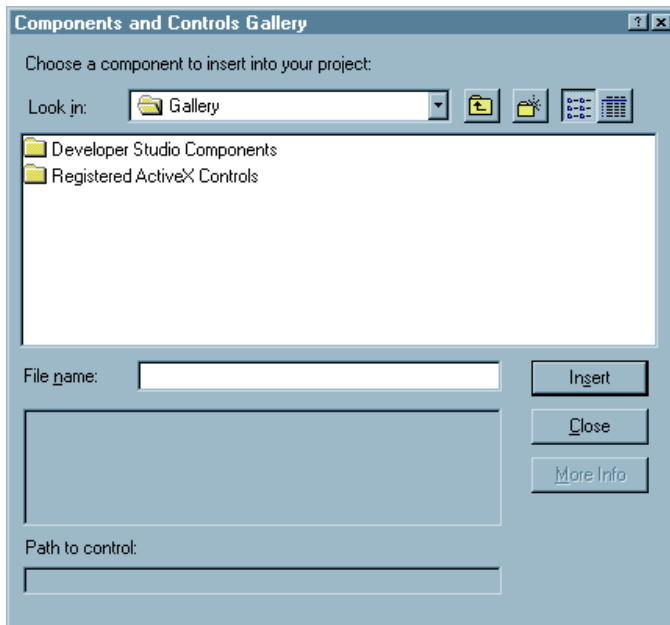 Components and Controls Gallery
Choose a component to insert into your project:
Look in: Gallery
Developer Studio Components
Registered ActiveX Controls
File name: Insert
Close
More Info
Path to control: